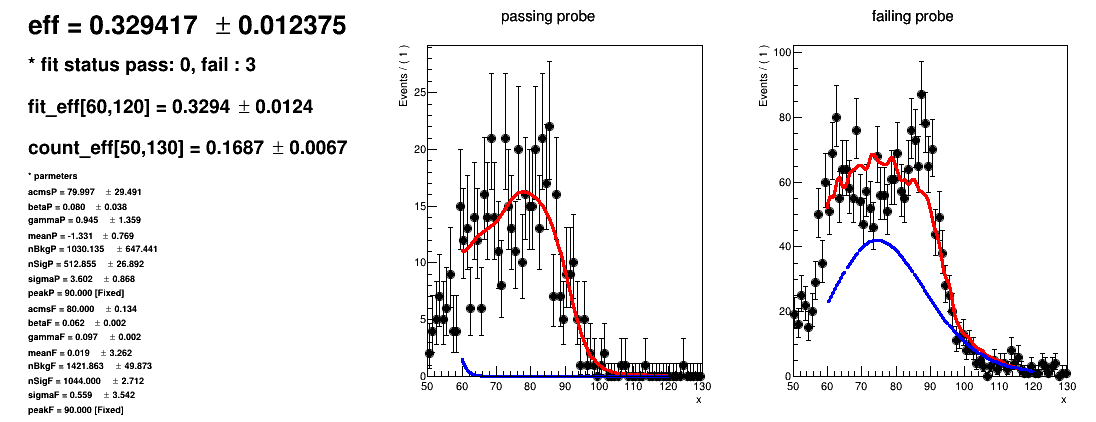 eff = 0.329417 ± 0.012375
* fit status pass: 0, fail : 3
fit_eff[60,120] = 0.3294 ± 0.0124
count_eff[50,130] = 0.1687 ± 0.0067
* parmeters
acmsP = 79.997 ± 29.491
betaP = 0.080 ± 0.038
gammaP = 0.945 ± 1.359
meanP = -1.331 ± 0.769
nBkgP = 1030.135 ± 647.441
nSigP = 512.855 ± 26.892
sigmaP = 3.602 ± 0.868
peakP = 90.000 [Fixed]
acmsF = 80.000 ± 0.134
betaF = 0.062 ± 0.002
gammaF = 0.097 ± 0.002
meanF = 0.019 ± 3.262
nBkgF = 1421.863 ± 49.873
nSigF = 1044.000 ± 2.712
sigmaF = 0.559 ± 3.542
peakF = 90.000 [Fixed]
passing probe
Events / ( 1 )
25
20
15
10
5
0
50 60 70 80 90 100 110 120 130
x
failing probe
Events / ( 1 )
100
80
60
40
20
0
50 60 70 80 90 100 110 120 130
x